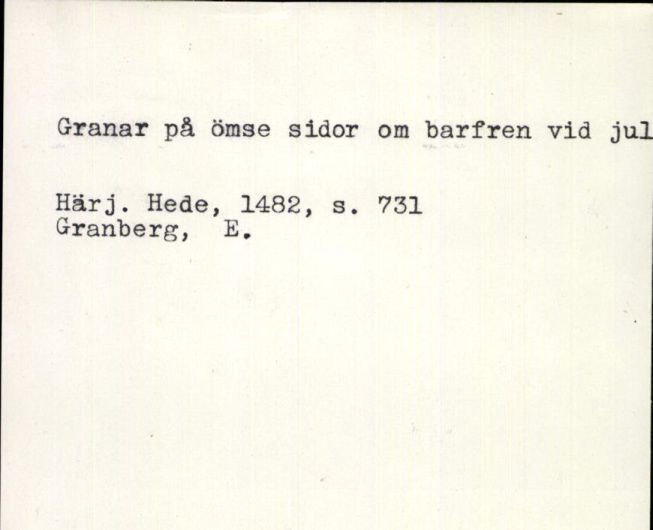 Granar på ömse sidor om barfren vid jul
Härj. Hede, 1482, s. 731
Granberg, E.